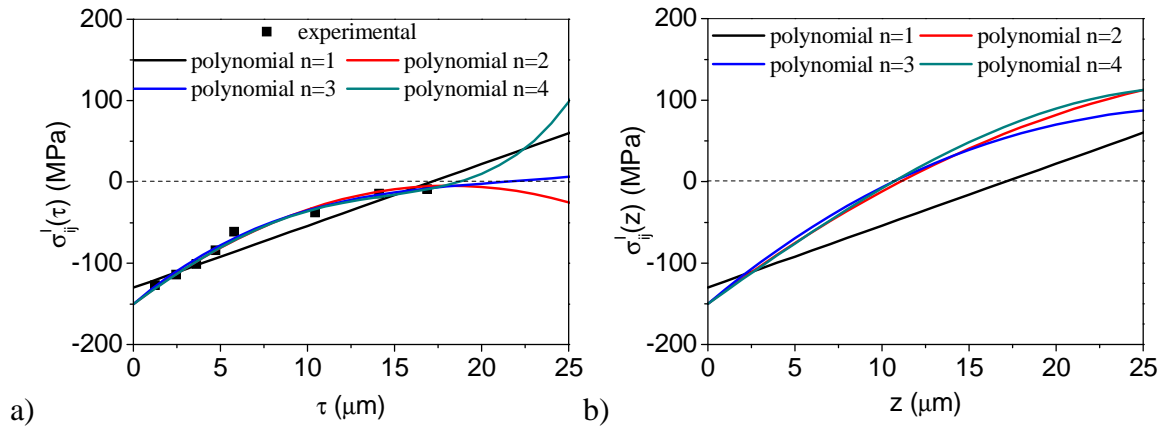 200
100
0
-100
-200
σᴵᵢⱼ(τ) (MPa)
experimental
polynomial n=1 polynomial n=2
polynomial n=3 polynomial n=4
0 5 10 15 20 25
τ (μm)
a)
200
100
0
-100
-200
σᴵᵢⱼ(z) (MPa)
polynomial n=1 polynomial n=2
polynomial n=3 polynomial n=4
0 5 10 15 20 25
z (μm)
b)